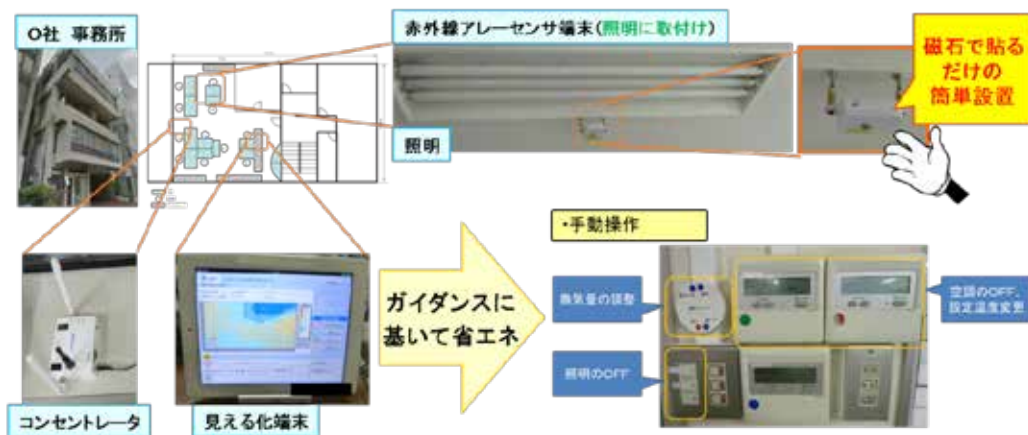 O社 事務所
赤外線アレーセンサ端末(照明に取付け)
磁石で貼る
だけの
簡単設置
照明
・手動操作
ガイダンスに
基いて省エネ
換気量の調整
空調のOFF、
設定温度変更
照明のOFF
コンセントレータ
見える化端末